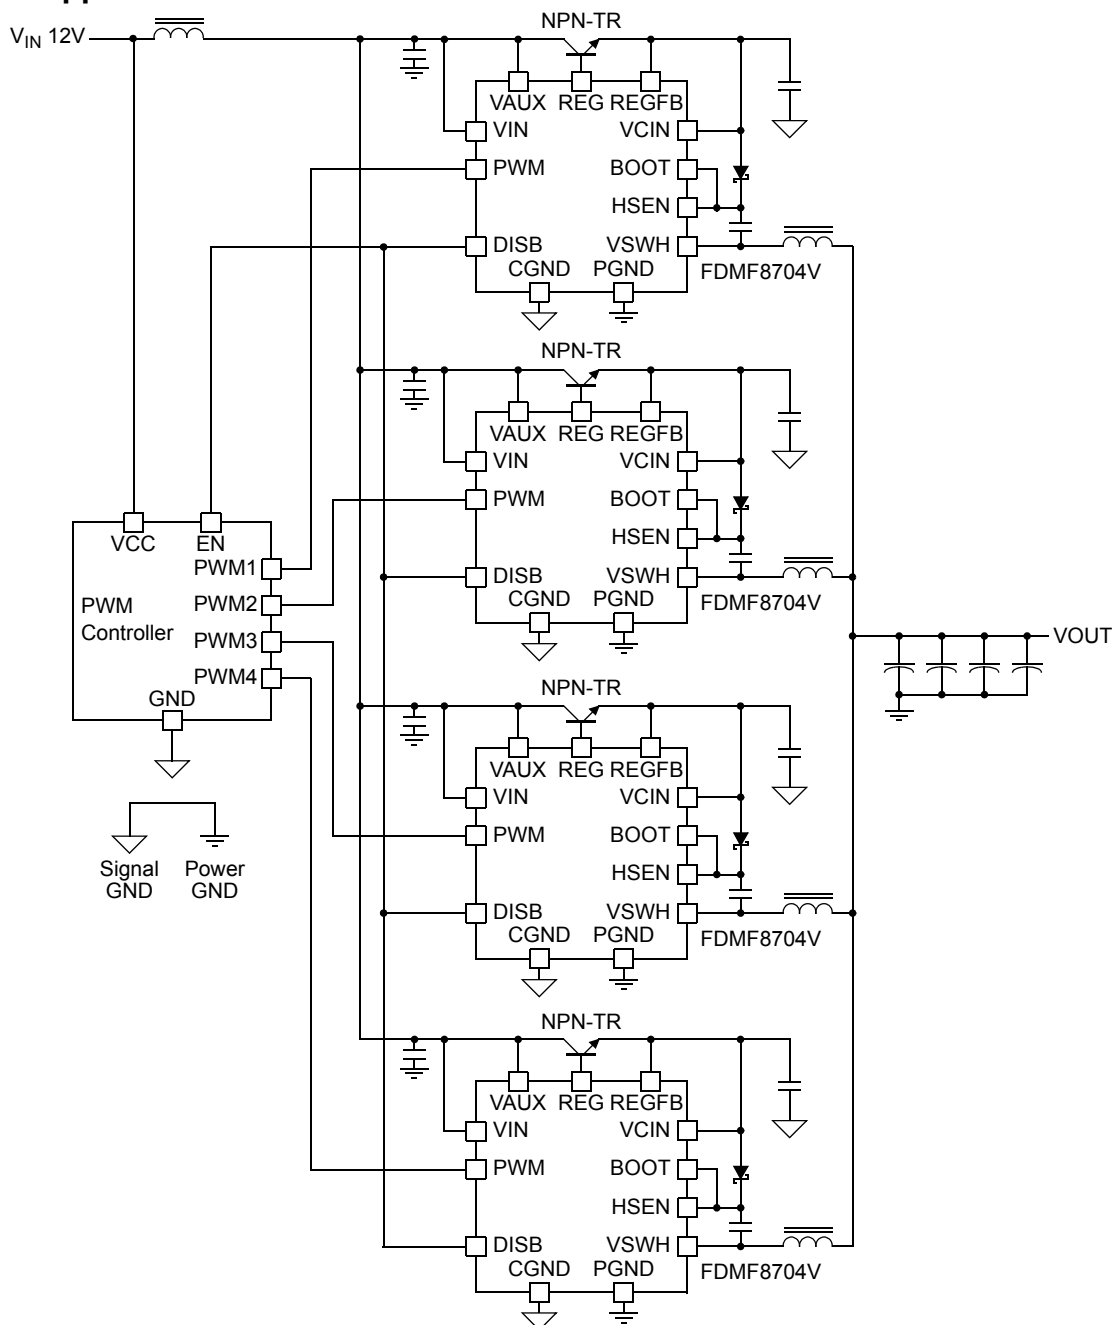 V_IN 12V
NPN-TR
VAUX REG REGFB
VIN VCIN
PWM BOOT
HSEN
DISB VSWH
CGND PGND
FDMF8704V
NPN-TR
VAUX REG REGFB
VIN VCIN
PWM BOOT
HSEN
DISB VSWH
CGND PGND
FDMF8704V
VCC EN
PWM1
PWM2
PWM3
PWM4
PWM
Controller
GND
Signal
GND
Power
GND
VOUT
NPN-TR
VAUX REG REGFB
VIN VCIN
PWM BOOT
HSEN
DISB VSWH
CGND PGND
FDMF8704V
NPN-TR
VAUX REG REGFB
VIN VCIN
PWM BOOT
HSEN
DISB VSWH
CGND PGND
FDMF8704V